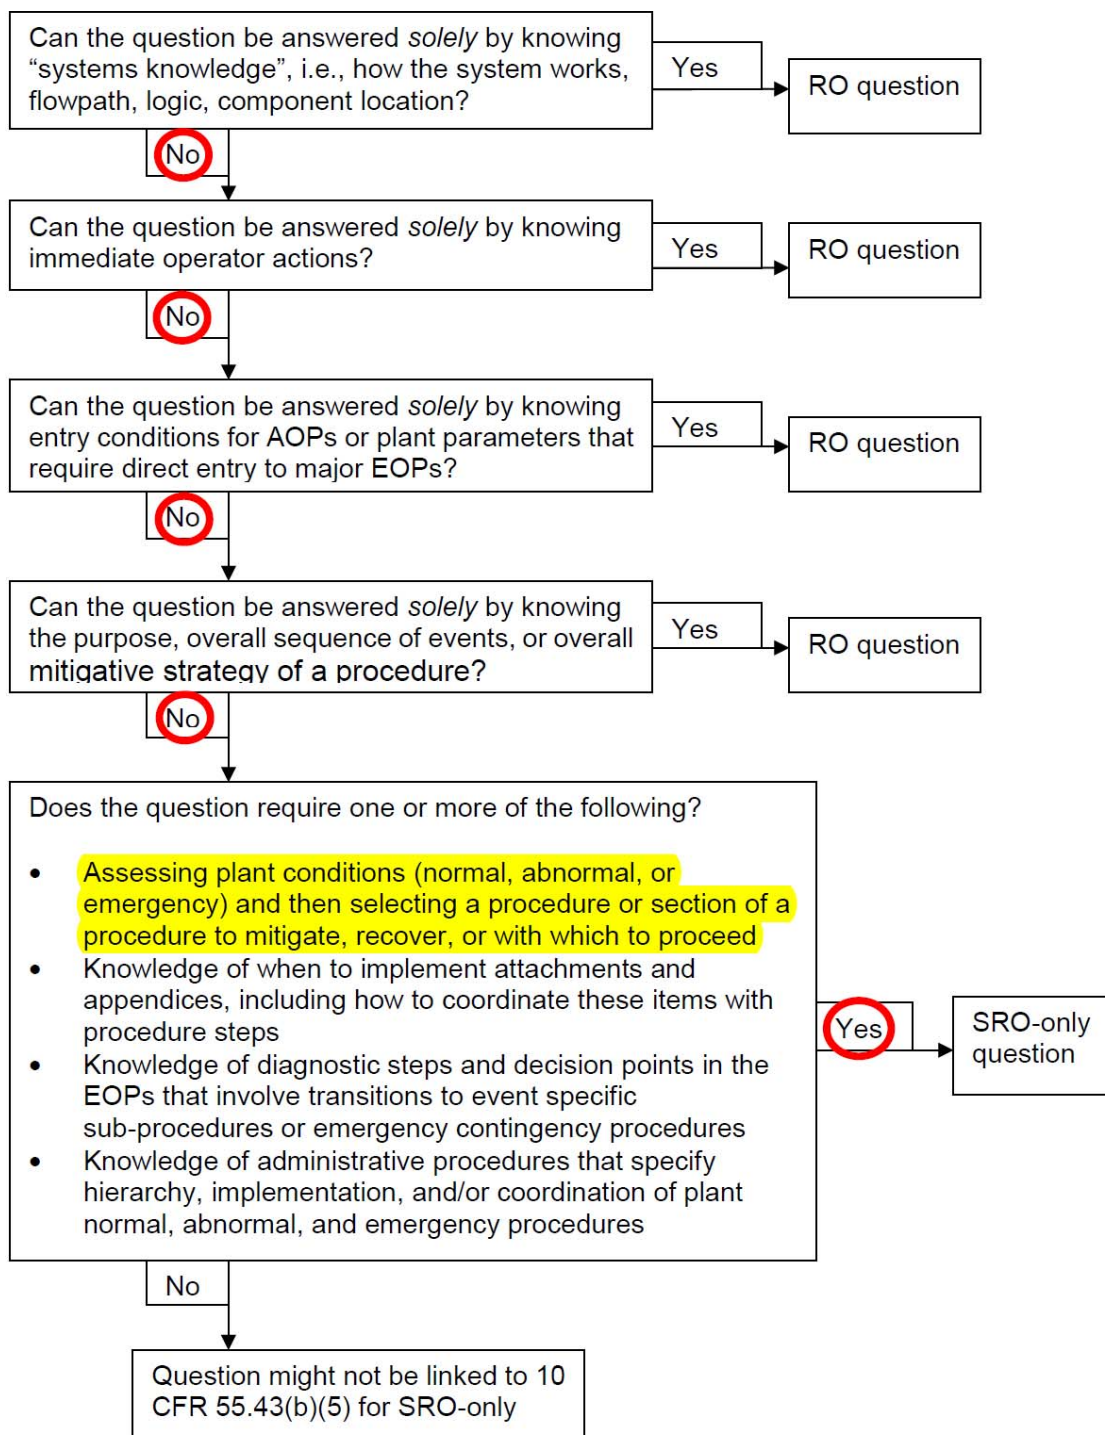 Can the question be answered solely by knowing
“systems knowledge”, i.e., how the system works,
flowpath, logic, component location?
Yes
RO question
No
Can the question be answered solely by knowing
immediate operator actions?
Yes
RO question
No
Can the question be answered solely by knowing
entry conditions for AOPs or plant parameters that
require direct entry to major EOPs?
Yes
RO question
No
Can the question be answered solely by knowing
the purpose, overall sequence of events, or overall
mitigative strategy of a procedure?
Yes
RO question
No
Does the question require one or more of the following?
• Assessing plant conditions (normal, abnormal, or
emergency) and then selecting a procedure or section of a
procedure to mitigate, recover, or with which to proceed
• Knowledge of when to implement attachments and
appendices, including how to coordinate these items with
procedure steps
• Knowledge of diagnostic steps and decision points in the
EOPs that involve transitions to event specific
sub-procedures or emergency contingency procedures
• Knowledge of administrative procedures that specify
hierarchy, implementation, and/or coordination of plant
normal, abnormal, and emergency procedures
Yes
SRO-only
question
No
Question might not be linked to 10
CFR 55.43(b)(5) for SRO-only